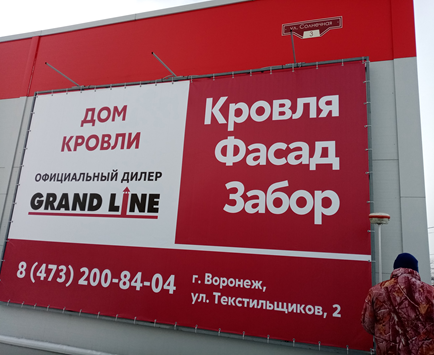 ул. Солнечная
3
ДОМ
КРОВЛИ
ОФИЦИАЛЬНЫЙ ДИЛЕР
GRAND LINE
Кровля
Фасад
Забор
8 (473) 200-84-04
г. Воронеж,
ул. Текстильщиков, 2